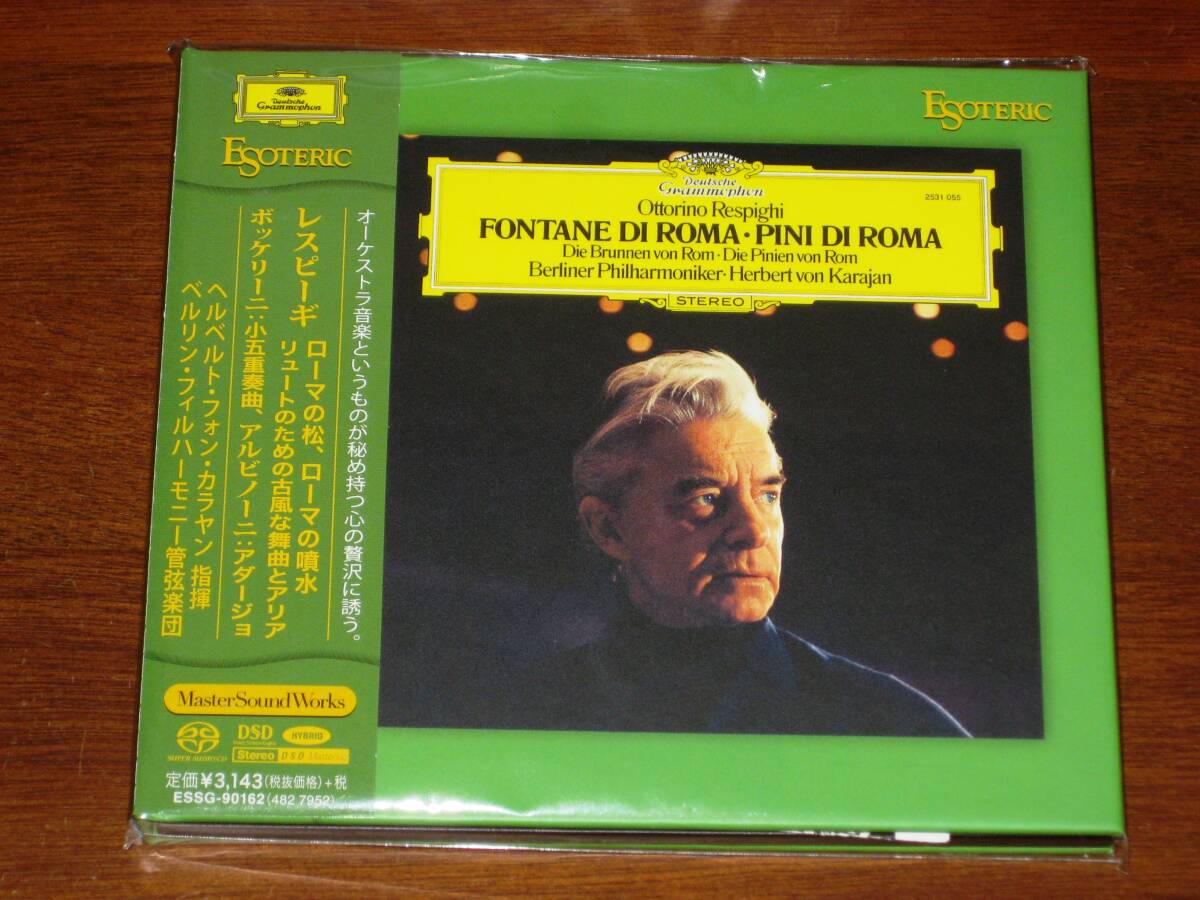 Deutsche
Grammophon
ESOTERIC
オーケストラ音楽というものが秘め持つ心の贅沢に誘う。
レスピーギ ローマの松、ローマの噴水
リュートのための古風な舞曲とアリア
ボッケリーニ:小五重奏曲、アルビノーニ:アダージョ
ヘルベルト・フォン・カラヤン 指揮
ベルリン・フィルハーモニー管弦楽団
MasterSoundWorks
SUPER AUDIO CD
DSD
HYBRID
Stereo
DSD
定価¥3,143(税抜価格)+税
ESSG-90162(482 7952)
ESOTERIC
Deutsche
Grammophon
2531 055
Ottorino Respighi
FONTANE DI ROMA · PINI DI ROMA
Die Brunnen von Rom · Die Pinien von Rom
Berliner Philharmoniker · Herbert von Karajan
STEREO